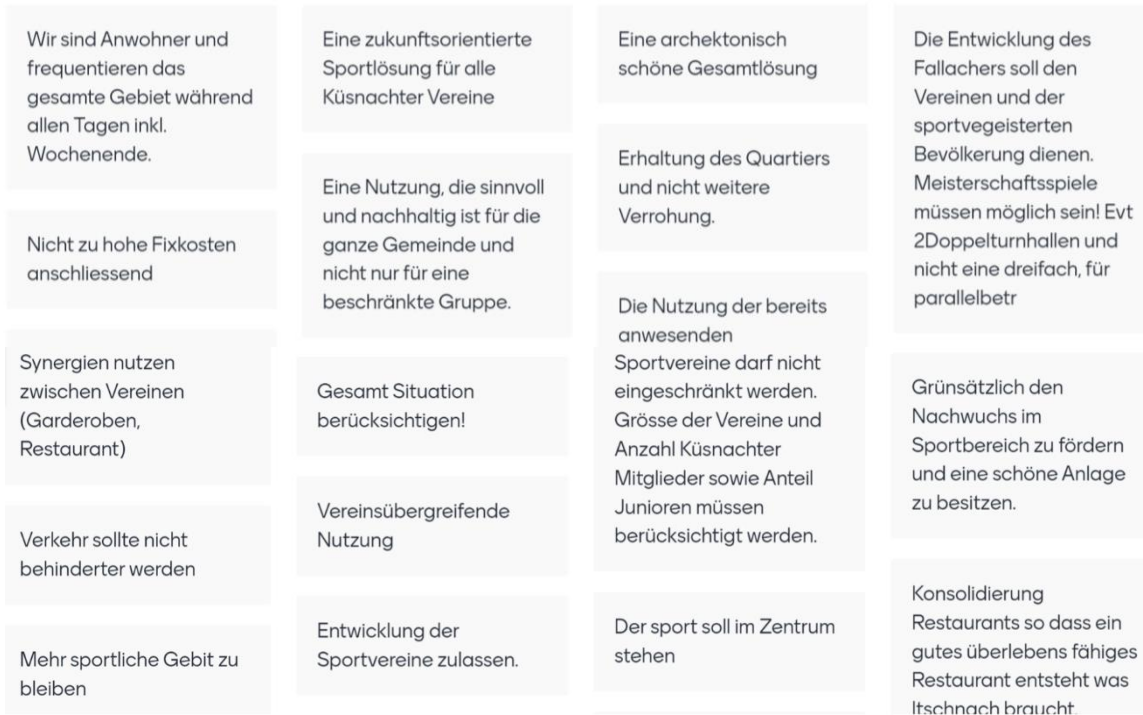 Wir sind Anwohner und
frequentieren das
gesamte Gebiet während
allen Tagen inkl.
Wochenende.
Nicht zu hohe Fixkosten
anschliessend
Synergien nutzen
zwischen Vereinen
(Garderoben,
Restaurant)
Verkehr sollte nicht
behinderter werden
Mehr sportliche Gebit zu
bleiben
Eine zukunftsorientierte
Sportlösung für alle
Küsnachter Vereine
Eine Nutzung, die sinnvoll
und nachhaltig ist für die
ganze Gemeinde und
nicht nur für eine
beschränkte Gruppe.
Gesamt Situation
berücksichtigen!
Vereinsübergreifende
Nutzung
Entwicklung der
Sportvereine zulassen.
Eine archektonisch
schöne Gesamtlösung
Erhaltung des Quartiers
und nicht weitere
Verrohung.
Die Nutzung der bereits
anwesenden
Sportvereine darf nicht
eingeschränkt werden.
Grösse der Vereine und
Anzahl Küsnachter
Mitglieder sowie Anteil
Junioren müssen
berücksichtigt werden.
Der sport soll im Zentrum
stehen
Die Entwicklung des
Fallachers soll den
Vereinen und der
sportvegeisterten
Bevölkerung dienen.
Meisterschaftsspiele
müssen möglich sein! Evt
2Doppelturnhallen und
nicht eine dreifach, für
parallelbetr
Grünsätzlich den
Nachwuchs im
Sportbereich zu fördern
und eine schöne Anlage
zu besitzen.
Konsolidierung
Restaurants so dass ein
gutes überlebens fähiges
Restaurant entsteht was
Itschnach braucht.